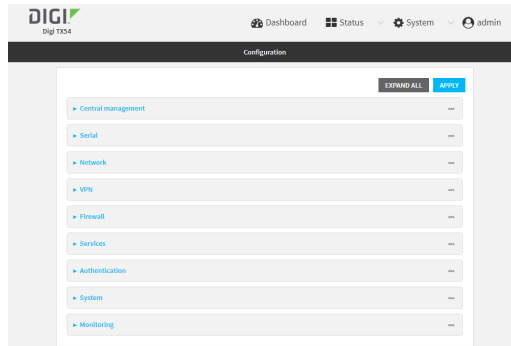 DIGI
Digi TX54
Dashboard Status System admin
Configuration
EXPAND ALL APPLY
Central management
Serial
Network
VPN
Firewall
Services
Authentication
System
Monitoring